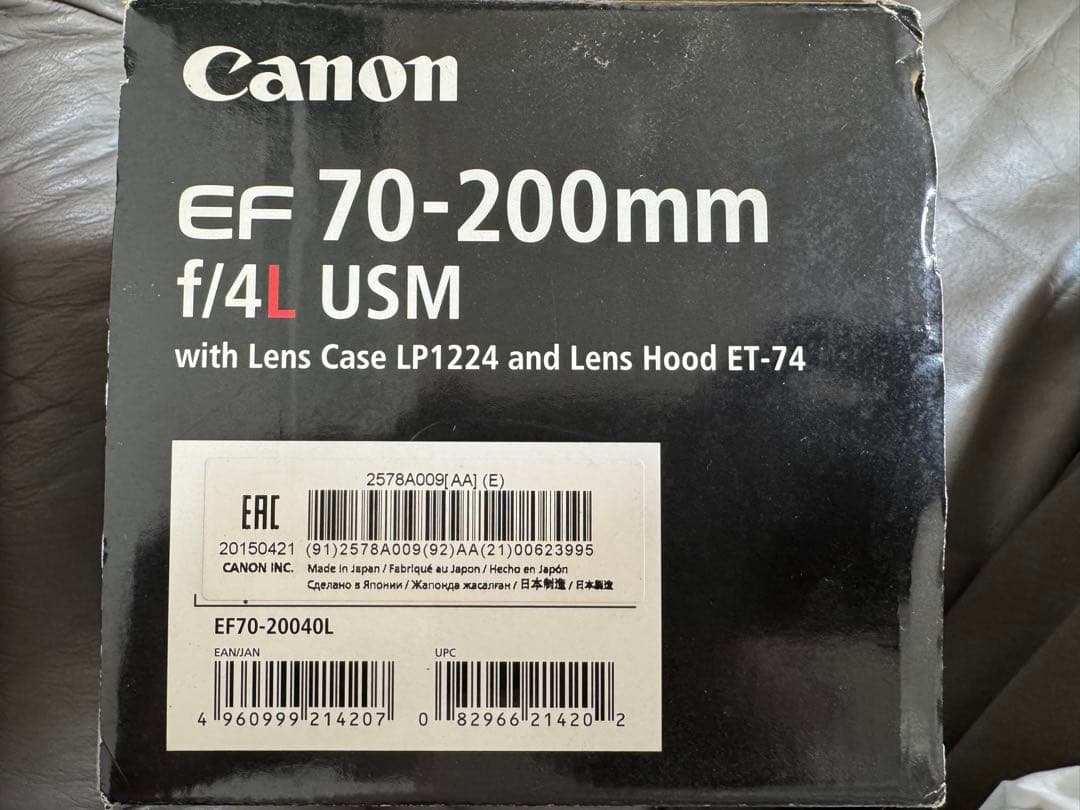 Canon
EF 70-200mm
f/4L USM
with Lens Case LP1224 and Lens Hood ET-74
2578A009[AA] (E)
EAC
20150421 (91)2578A009(92)AA(21)00623995
CANON INC. Made in Japan / Fabriqué au Japon / Hecho en Japón
Сделано в Японии / Жапонда жасалған / 日本制造 / 日本製造
EF70-20040L
EAN/JAN UPC
4 960999 214207 0 82966 21420 2